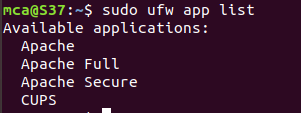 mca@S37:~$ sudo ufw app list
Available applications:
  Apache
  Apache Full
  Apache Secure
  CUPS